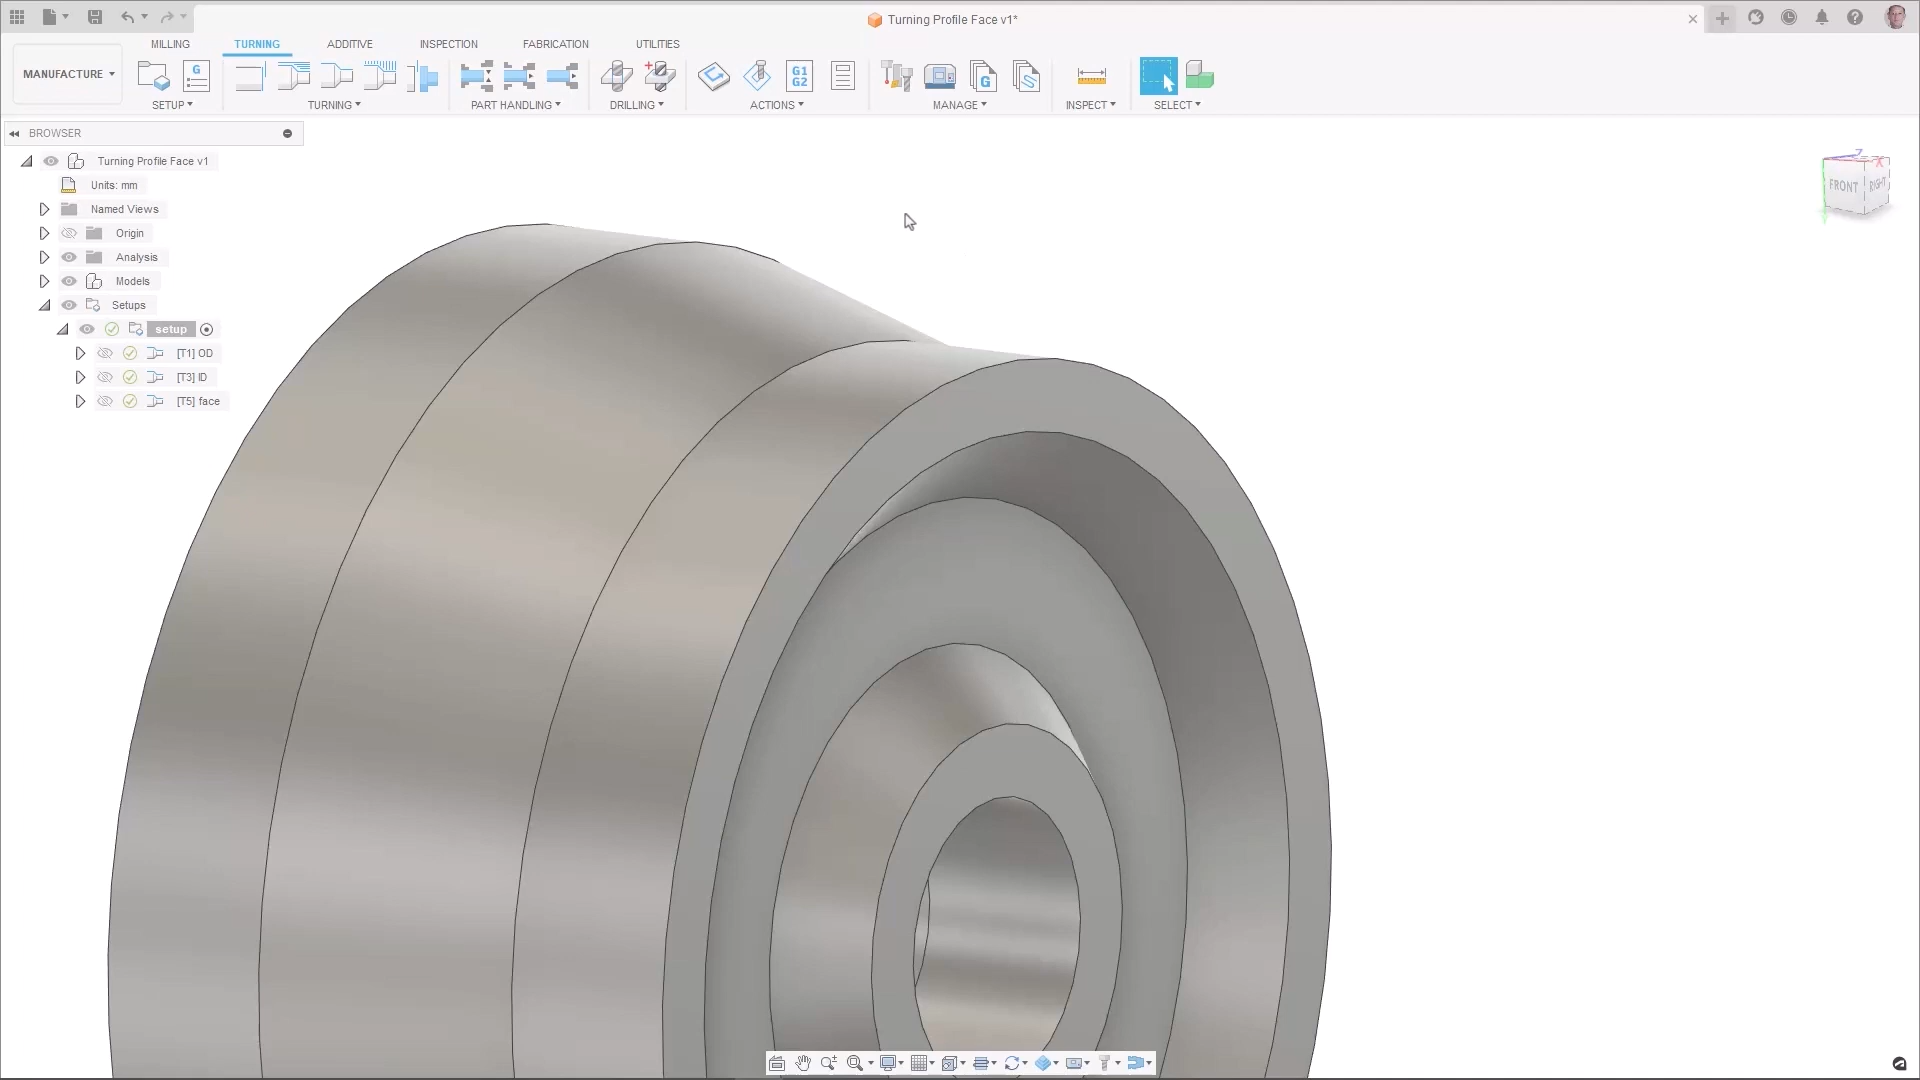 Turning Profile Face v1*
MILLING TURNING ADDITIVE INSPECTION FABRICATION UTILITIES
MANUFACTURE
G
G1
G2
G
SETUP TURNING PART HANDLING DRILLING ACTIONS MANAGE INSPECT SELECT
BROWSER
Turning Profile Face v1
Units: mm
Named Views
Origin
Analysis
Models
Setups
setup
[T1] OD
[T3] ID
[T5] face
Z
X
FRONT RIGHT